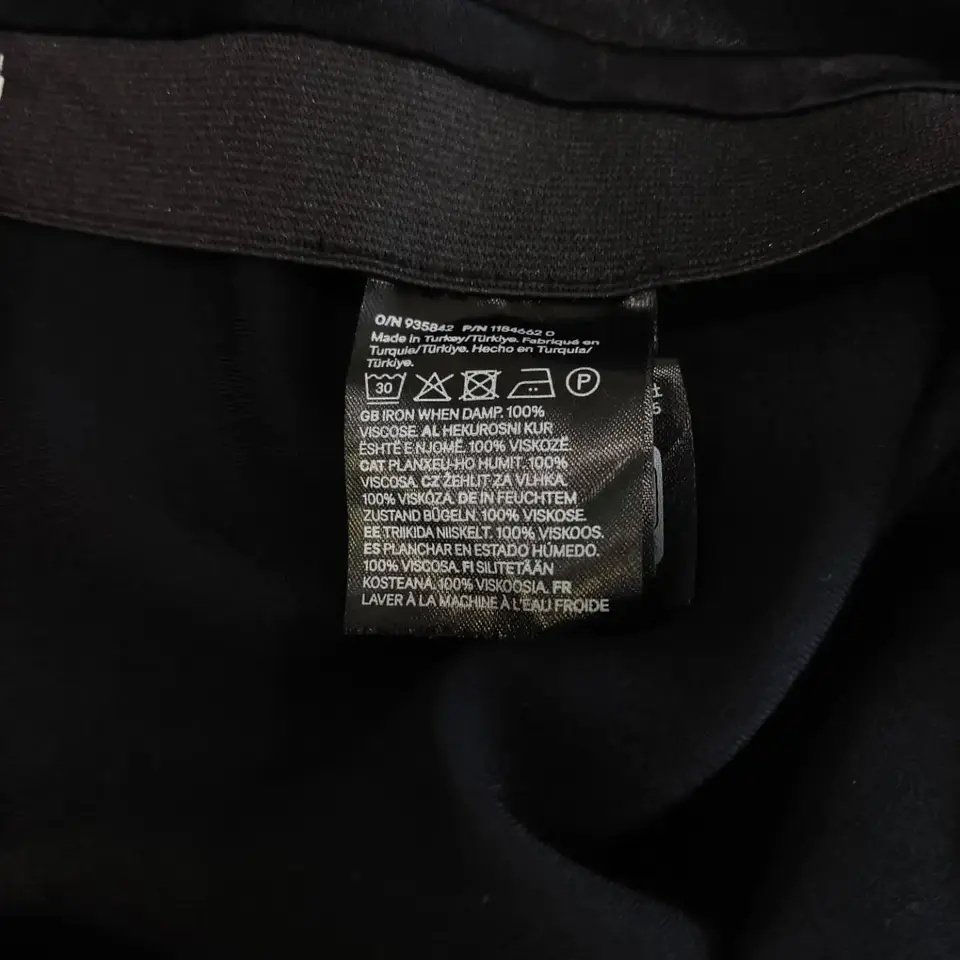 O/N 935842 P/N 1184662 0
Made in Turkey/Türkiye. Fabriqué en
Turquie/Türkiye. Hecho en Turquía/
Türkiye.
30 P
GB IRON WHEN DAMP. 100%
VISCOSE. AL HEKUROSNI KUR
ËSHTË E NJOMË. 100% VISKOZË.
CAT PLANXEU-HO HUMIT. 100%
VISCOSA. CZ ŽEHLIT ZA VLHKA.
100% VISKÓZA. DE IN FEUCHTEM
ZUSTAND BÜGELN. 100% VISKOSE.
EE TRIIKIDA NIISKELT. 100% VISKOOS.
ES PLANCHAR EN ESTADO HÚMEDO.
100% VISCOSA. FI SILITETÄÄN
KOSTEANA. 100% VISKOOSIA. FR
LAVER À LA MACHINE À L'EAU FROIDE